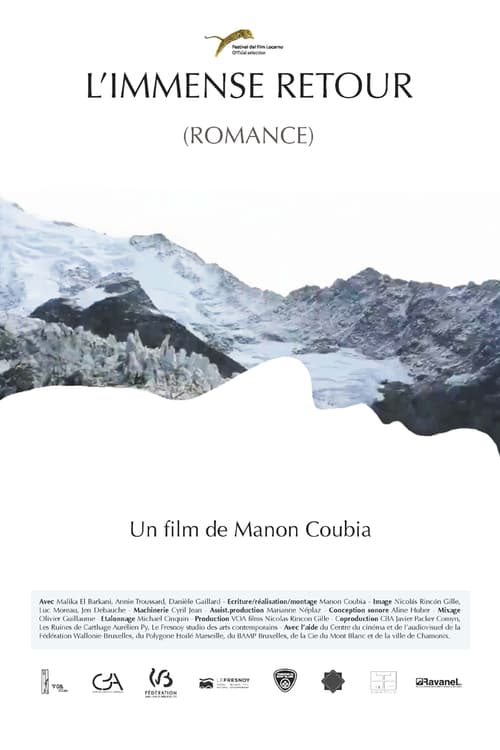 Festival del film Locarno
Official selection
L'IMMENSE RETOUR
(ROMANCE)
Un film de Manon Coubia
Avec Malika El Barkani, Annie Troussard, Danièle Gaillard - Ecriture/réalisation/montage Manon Coubia - Image Nicolás Rincón Gille,
Luc Moreau, Jen Debauche - Machinerie Cyril Jean - Assist.production Marianne Néplaz - Conception sonore Aline Huber - Mixage
Olivier Guillaume - Etalonnage Michael Cinquin - Production VOA films Nicolas Rincon Gille - Coproduction CBA Javier Packer Comyn,
Les Ruines de Carthage Aurélien Py, Le Fresnoy studio des arts contemporains - Avec l'aide du Centre du cinéma et de l'audiovisuel de la
Fédération Wallonie-Bruxelles, du Polygone Etoilé Marseille, du BAMP Bruxelles, de la Cie du Mont Blanc et de la ville de Chamonix.
VOA films
CBA
FÉDÉRATION
LE FRESNOY
Ravanel